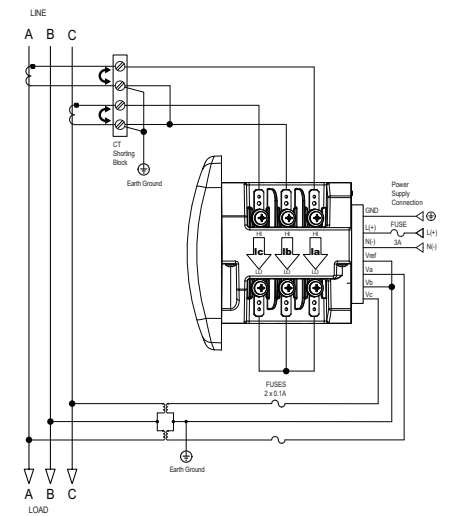 LINE
A B C
CT
Shorting
Block
Earth Ground
Power
Supply
Connection
GND
L(+)
FUSE
L(+)
N(-)
3A
N(-)
Vref
Va
Vb
Vc
HI HI HI
Ic Ib Ia
LO LO LO
FUSES
2 x 0.1A
Earth Ground
A B C
LOAD